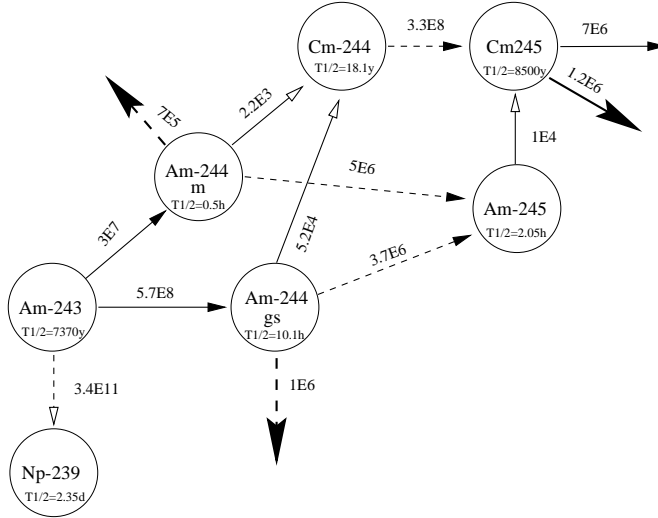 Cm-244
T1/2=18.1y
3.3E8
Cm245
T1/2=8500y
7E6
1.2E6
7E5
2.2E3
Am-244
m
T1/2=0.5h
5E6
1E4
Am-245
T1/2=2.05h
3E7
5.2E4
3.7E6
Am-243
T1/2=7370y
5.7E8
Am-244
gs
T1/2=10.1h
3.4E11
1E6
Np-239
T1/2=2.35d